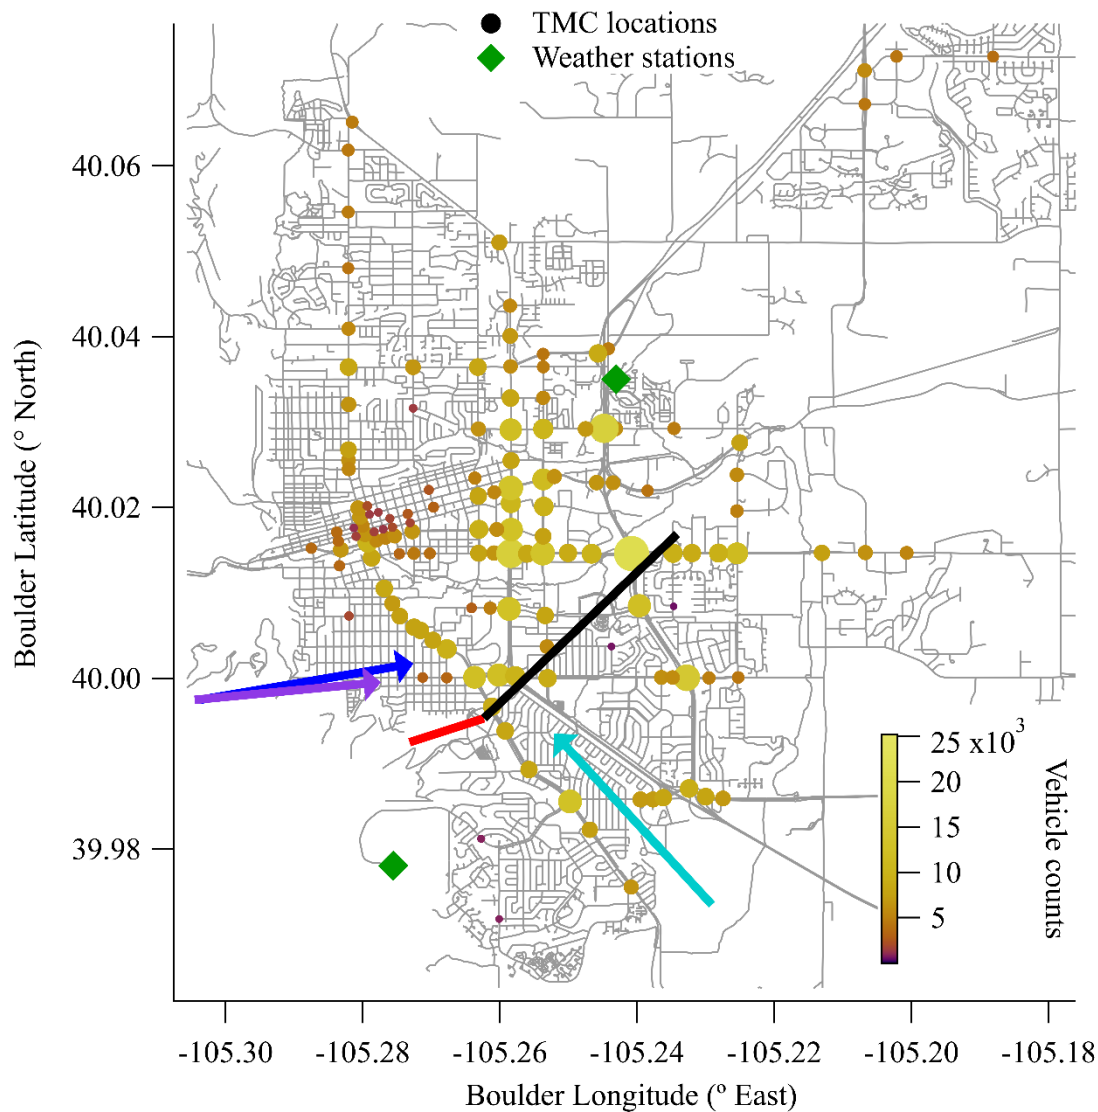 TMC locations
Weather stations
40.06
40.04
40.02
40.00
39.98
Boulder Latitude (° North)
25 x10³
20
15
10
5
Vehicle counts
-105.30
-105.28
-105.26
-105.24
-105.22
-105.20
-105.18
Boulder Longitude (º East)